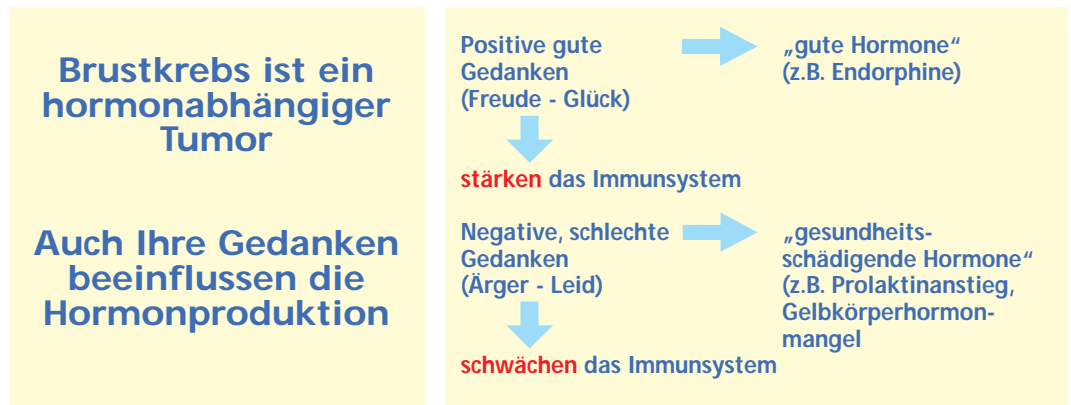 Brustkrebs ist ein
hormonabhängiger
Tumor
Auch Ihre Gedanken
beeinflussen die
Hormonproduktion
Positive gute
Gedanken
(Freude - Glück)
„gute Hormone“
(z.B. Endorphine)
stärken das Immunsystem
Negative, schlechte
Gedanken
(Ärger - Leid)
„gesundheits-
schädigende Hormone“
(z.B. Prolaktinanstieg,
Gelbkörperhormon-
mangel
schwächen das Immunsystem